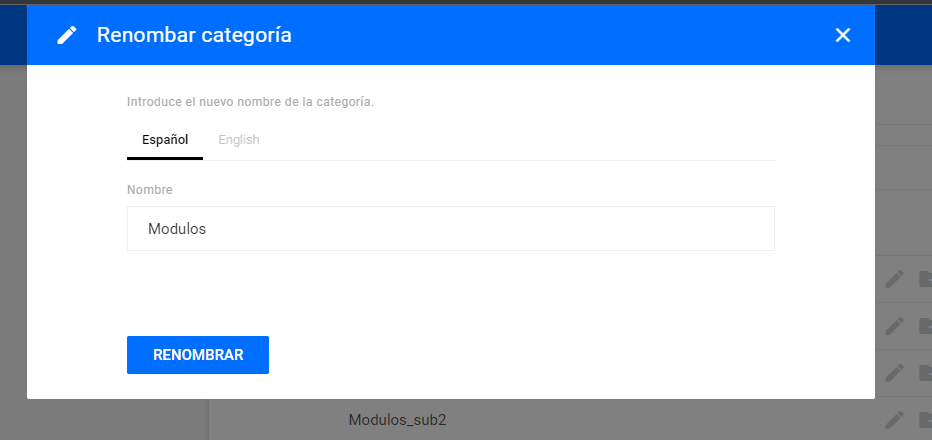 Renombar categoría
Introduce el nuevo nombre de la categoría.
Español English
Nombre
Modulos
RENOMBRAR
Modulos_sub2